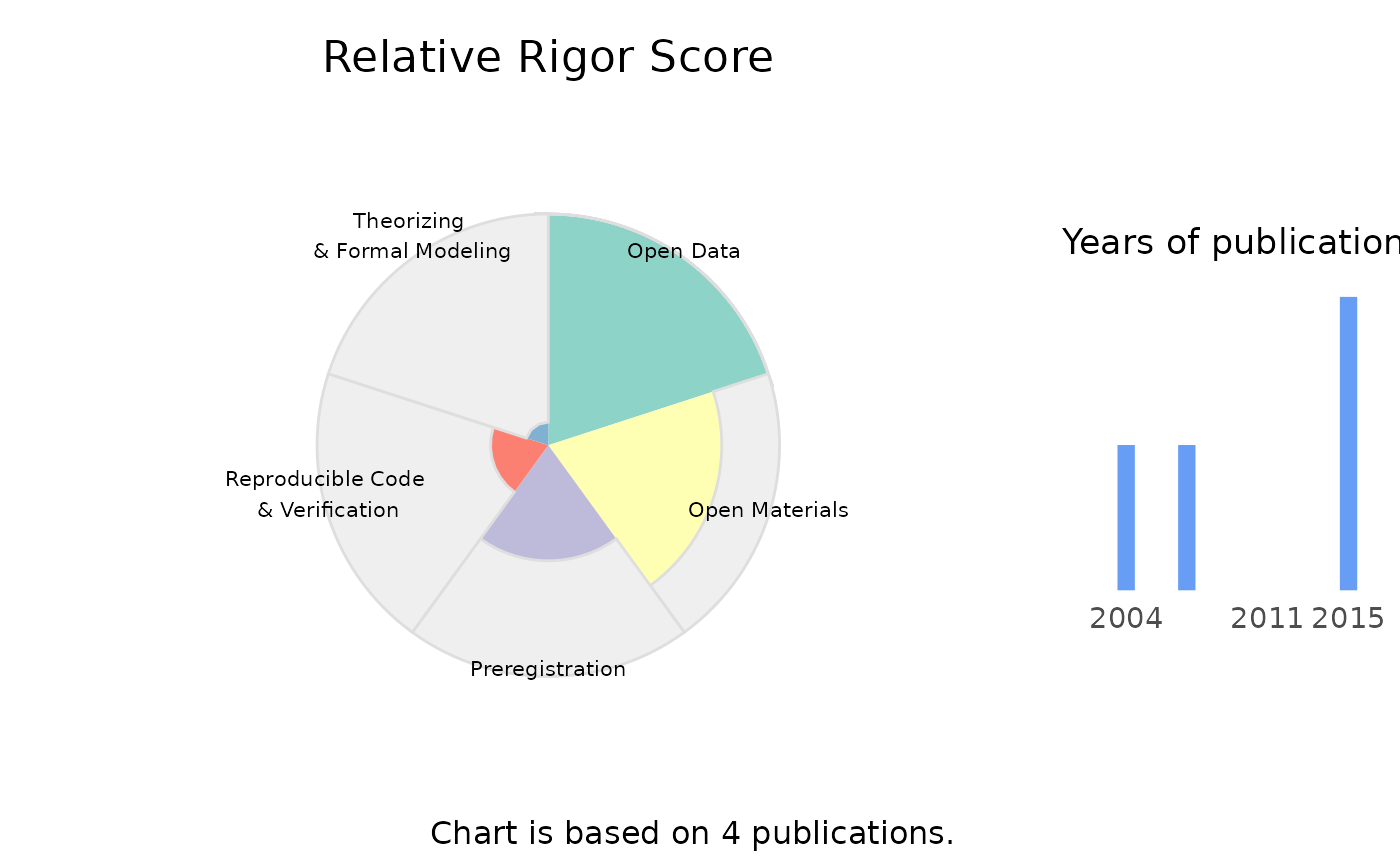 Relative Rigor Score
Theorizing
& Formal Modeling
Open Data
Reproducible Code
& Verification
Open Materials
Preregistration
Years of publication
2004
2011
2015
Chart is based on 4 publications.